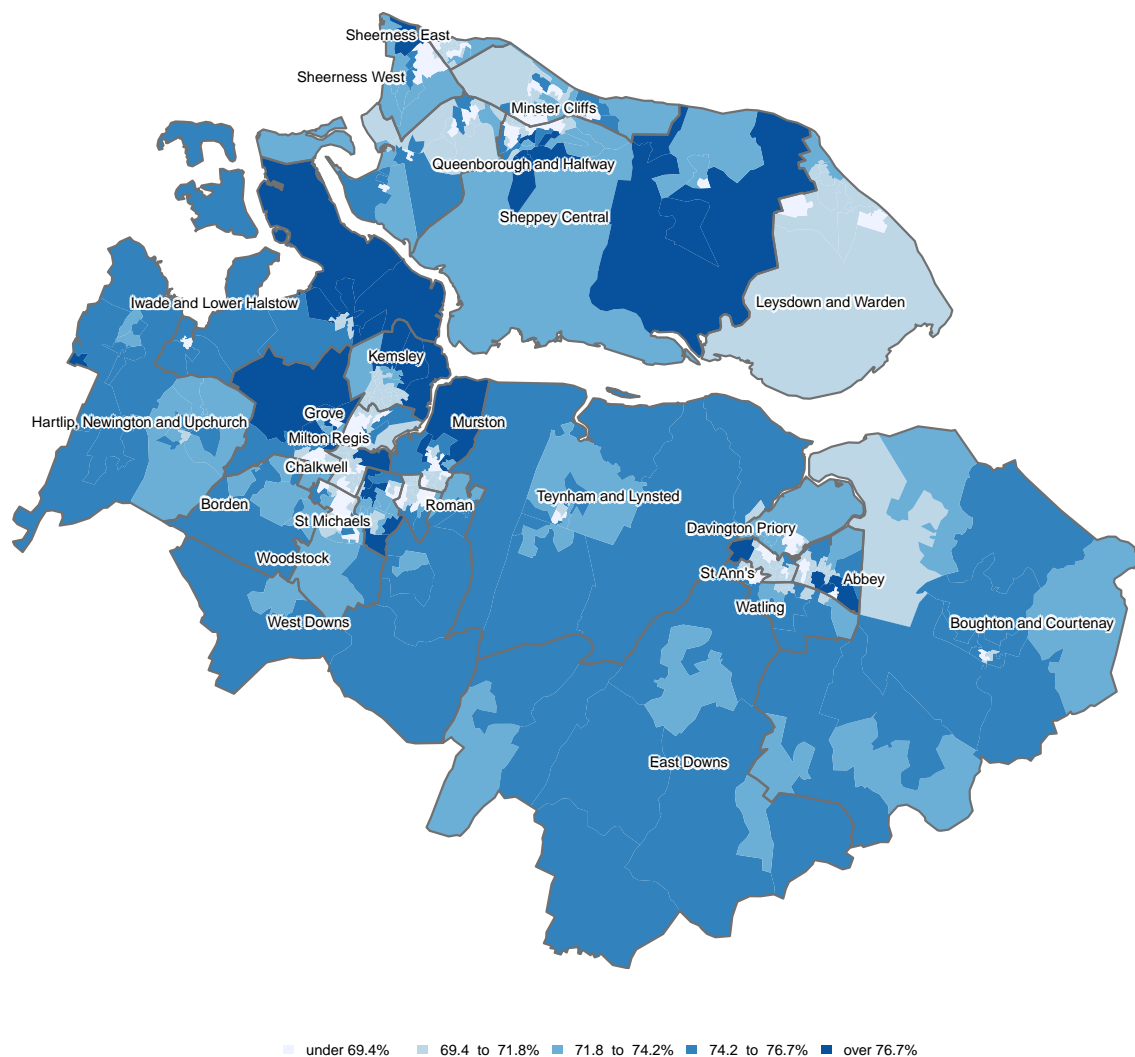 Sheerness East
Sheerness West
Minster Cliffs
Queenborough and Halfway
Sheppey Central
Iwade and Lower Halstow
Leysdown and Warden
Kemsley
Grove
Hartlip, Newington and Upchurch
Murston
Milton Regis
Chalkwell
Teynham and Lynsted
Borden
Roman
St Michaels
Davington Priory
Woodstock
St Ann's
Abbey
Watling
West Downs
Boughton and Courtenay
East Downs
under 69.4% 69.4 to 71.8% 71.8 to 74.2% 74.2 to 76.7% over 76.7%